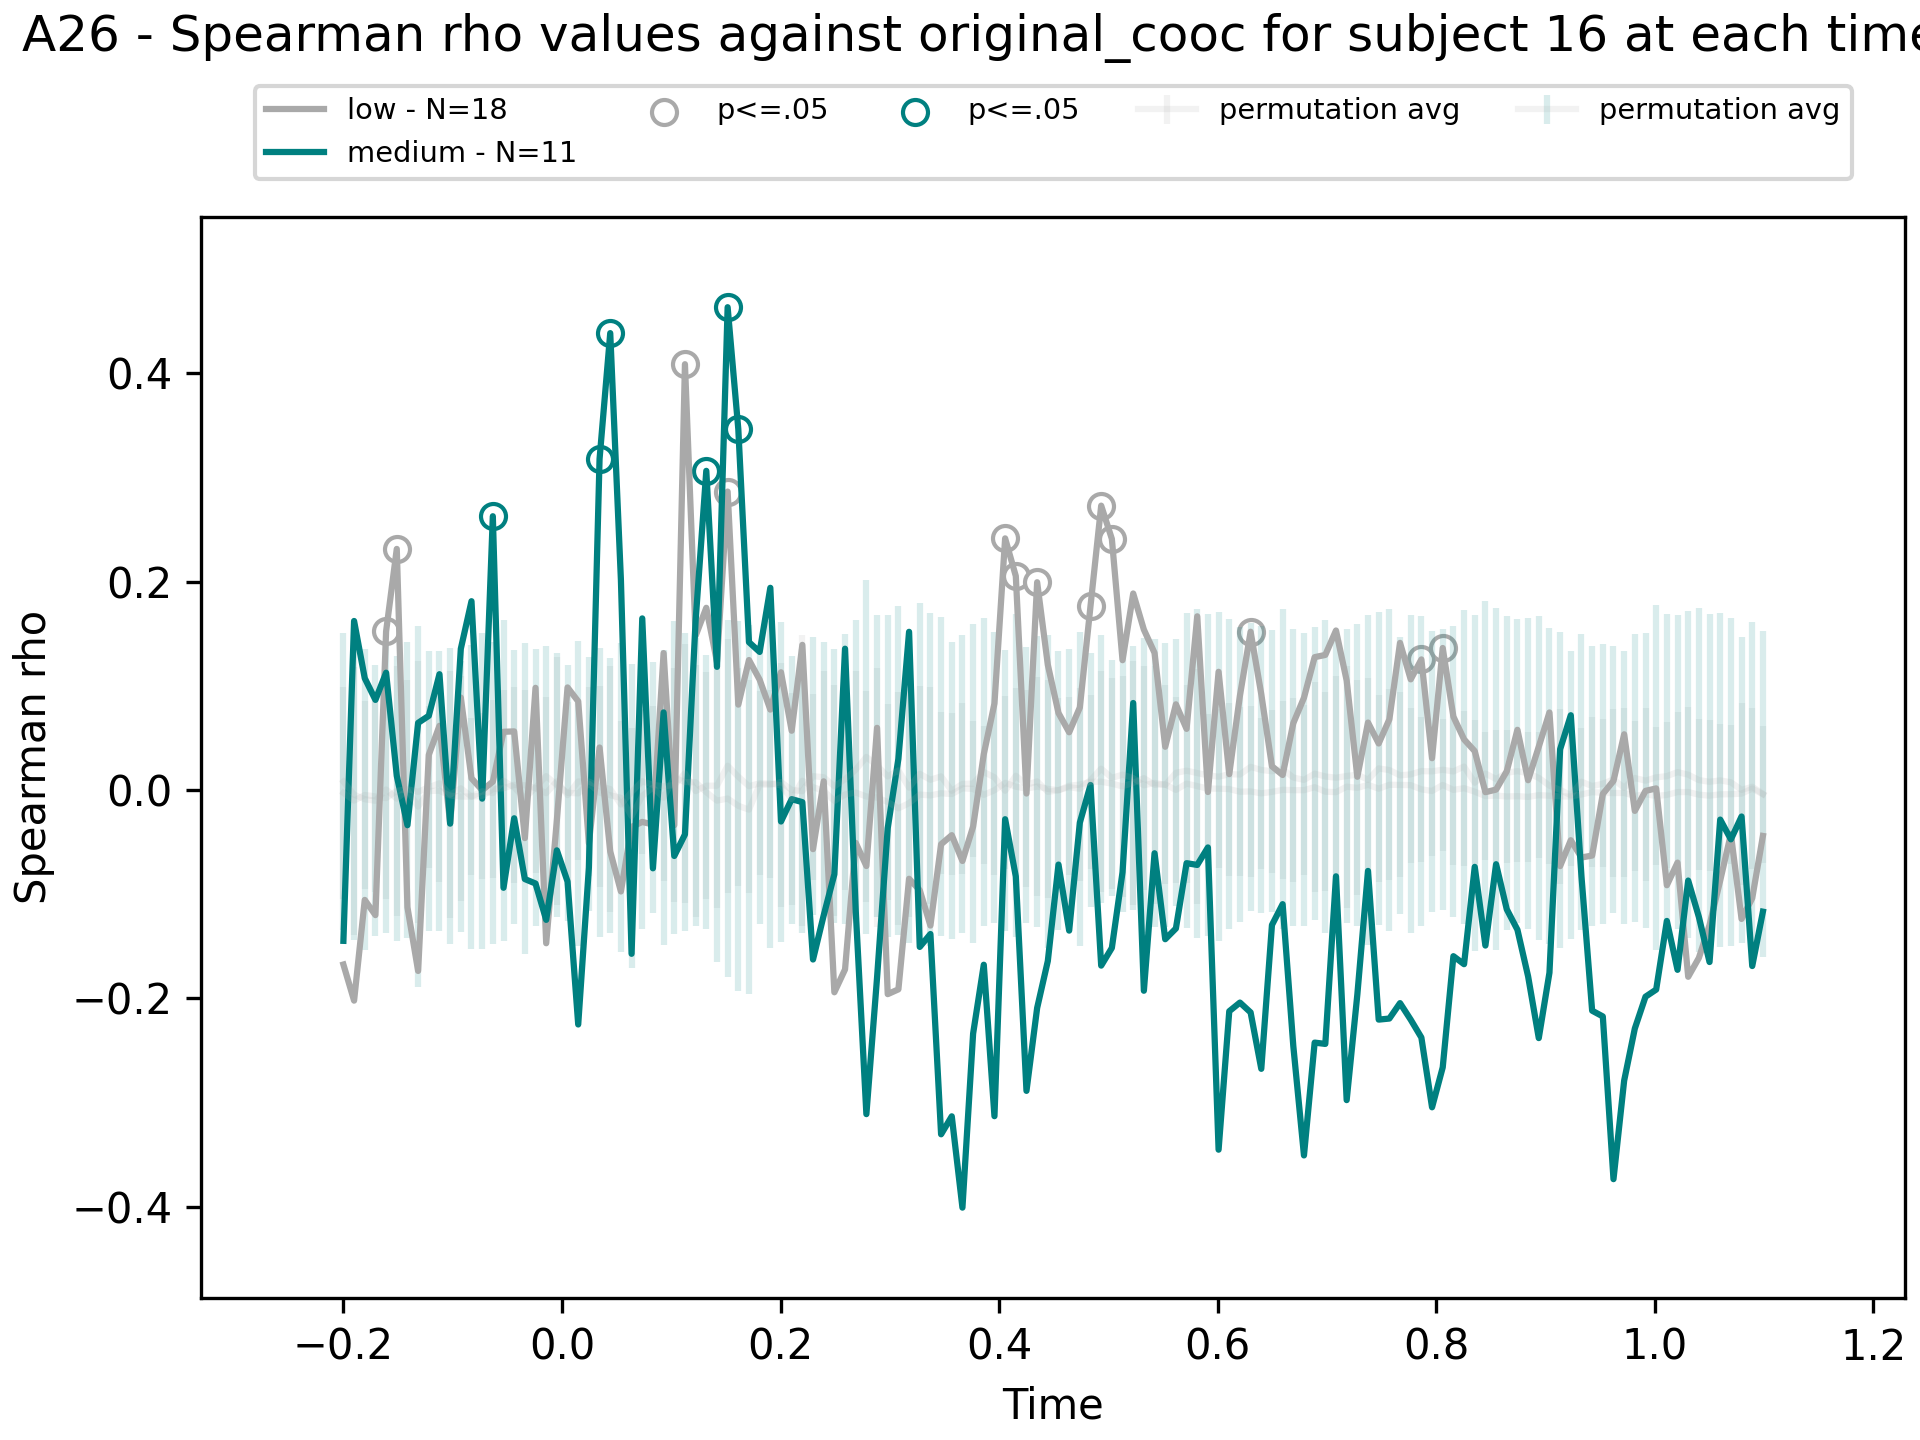 A26 - Spearman rho values against original_cooc for subject 16 at each time
low - N=18 p<=.05 p<=.05 permutation avg permutation avg
medium - N=11
Spearman rho
0.4
0.2
0.0
−0.2
−0.4
−0.2 0.0 0.2 0.4 0.6 0.8 1.0 1.2
Time